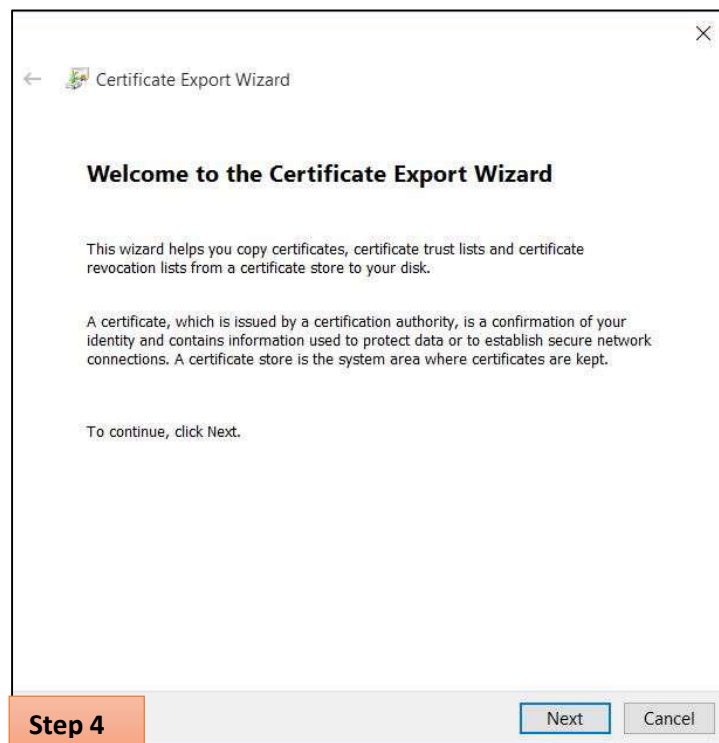 Certificate Export Wizard
Welcome to the Certificate Export Wizard
This wizard helps you copy certificates, certificate trust lists and certificate
revocation lists from a certificate store to your disk.
A certificate, which is issued by a certification authority, is a confirmation of your
identity and contains information used to protect data or to establish secure network
connections. A certificate store is the system area where certificates are kept.
To continue, click Next.
Step 4
Next Cancel